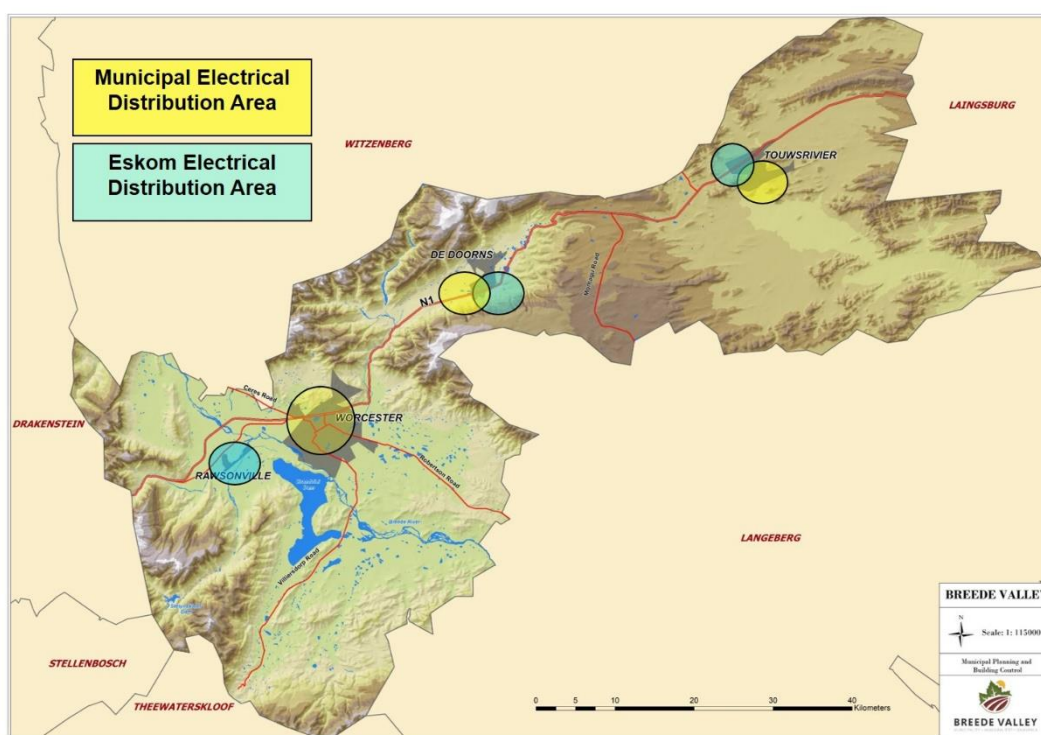 Municipal Electrical
Distribution Area
Eskom Electrical
Distribution Area
LAINGSBURG
WITZENBERG
TOUWSRIVIER
DE DOORNS
N1
Ceres Road
DRAKENSTEIN
WORCESTER
RAWSONVILLE
Robertson Road
Breede River
Villiersdorp Road
LANGEBERG
STELLENBOSCH
THEEWATERSKLOOF
0 5 10 20 30 40
Kilometers
BREEDE VALLEY
N
Scale: 1: 115000
Municipal Planning and
Building Control
BREEDE VALLEY